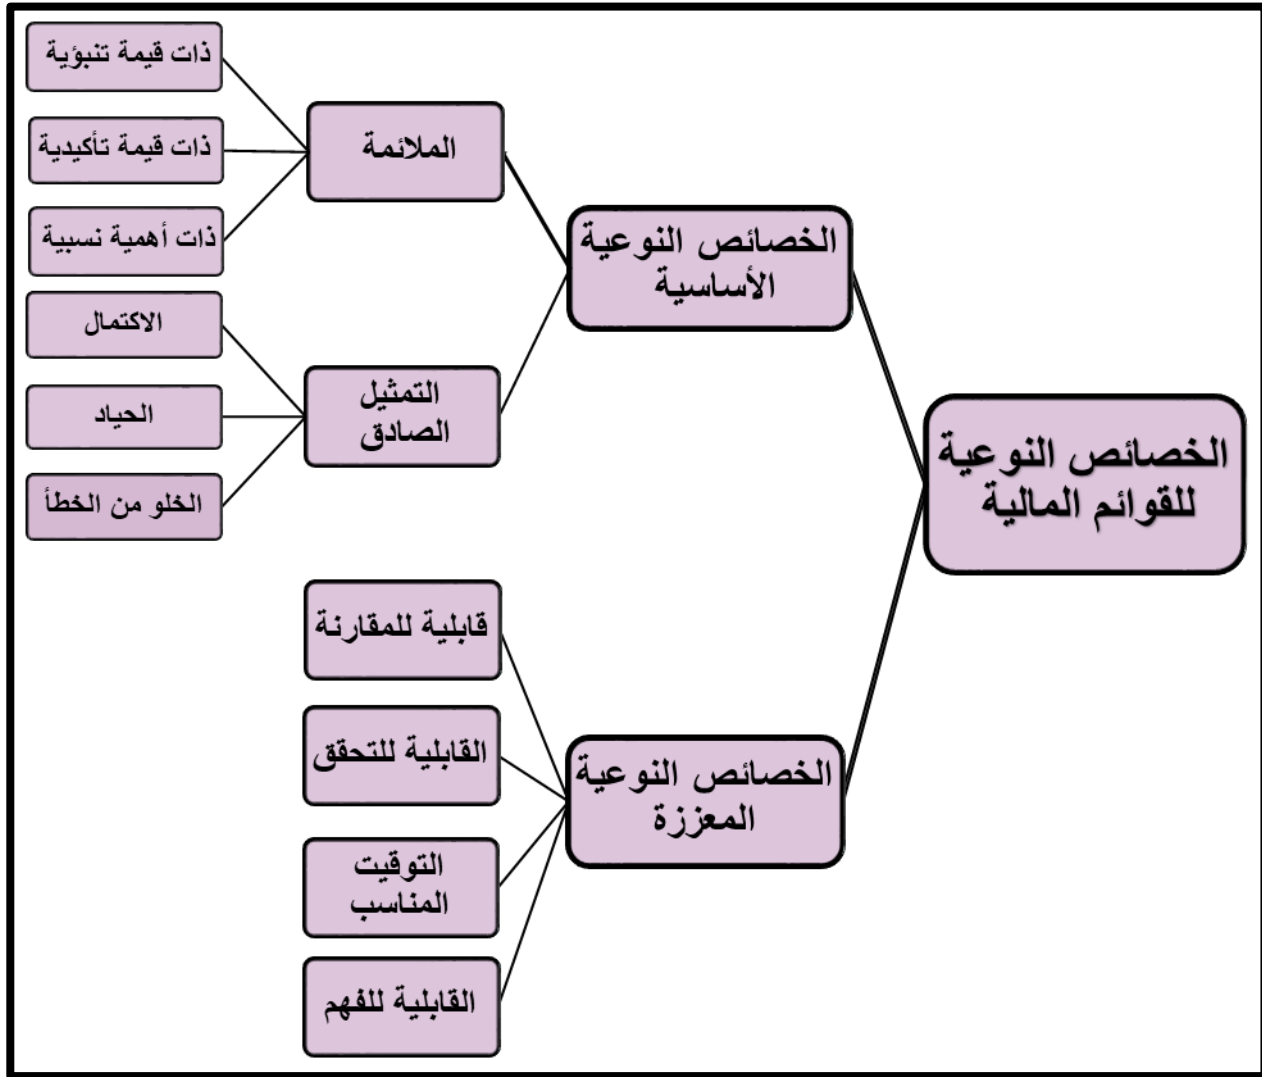 الخصائص النوعية
للقوائم المالية
الخصائص النوعية
الأساسية
الملائمة
ذات قيمة تنبؤية
ذات قيمة تأكيدية
ذات أهمية نسبية
التمثيل
الصادق
الاكتمال
الحياد
الخلو من الخطأ
الخصائص النوعية
المعززة
قابلية للمقارنة
القابلية للتحقق
التوقيت
المناسب
القابلية للفهم